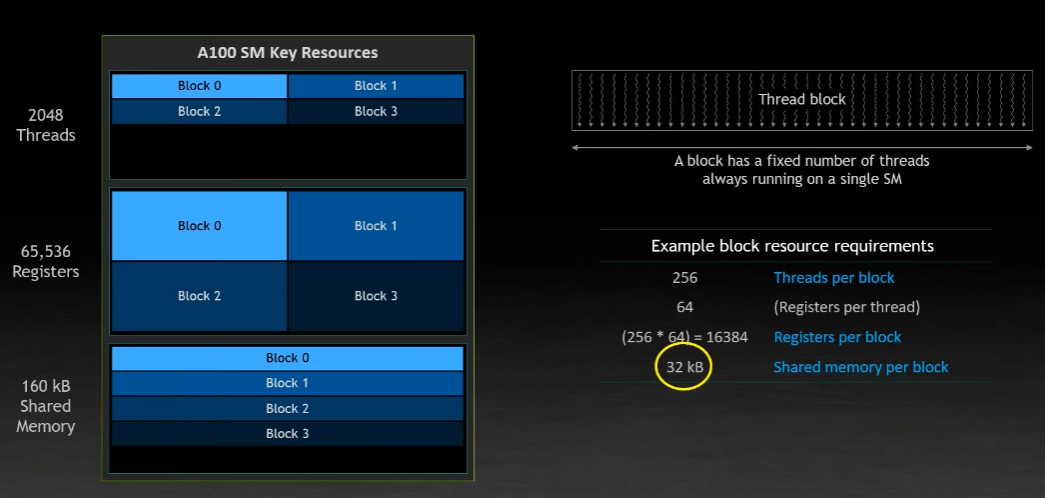 A100 SM Key Resources
2048
Threads
Block 0
Block 1
Block 2
Block 3
65,536
Registers
Block 0
Block 1
Block 2
Block 3
160 kB
Shared
Memory
Block 0
Block 1
Block 2
Block 3
Thread block
A block has a fixed number of threads
always running on a single SM
Example block resource requirements
256 Threads per block
64 (Registers per thread)
(256 * 64) = 16384 Registers per block
32 kB Shared memory per block